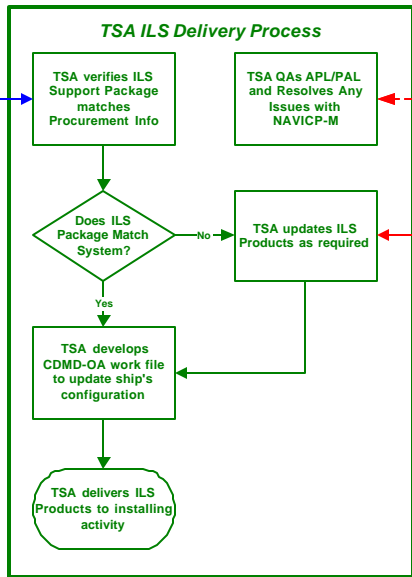 TSA ILS Delivery Process
TSA verifies ILS
Support Package
matches
Procurement Info
TSA QAs APL/PAL
and Resolves Any
Issues with
NAVICP-M
Does ILS
Package Match
System?
No
TSA updates ILS
Products as required
Yes
TSA develops
CDMD-OA work file
to update ship's
configuration
TSA delivers ILS
Products to installing
activity